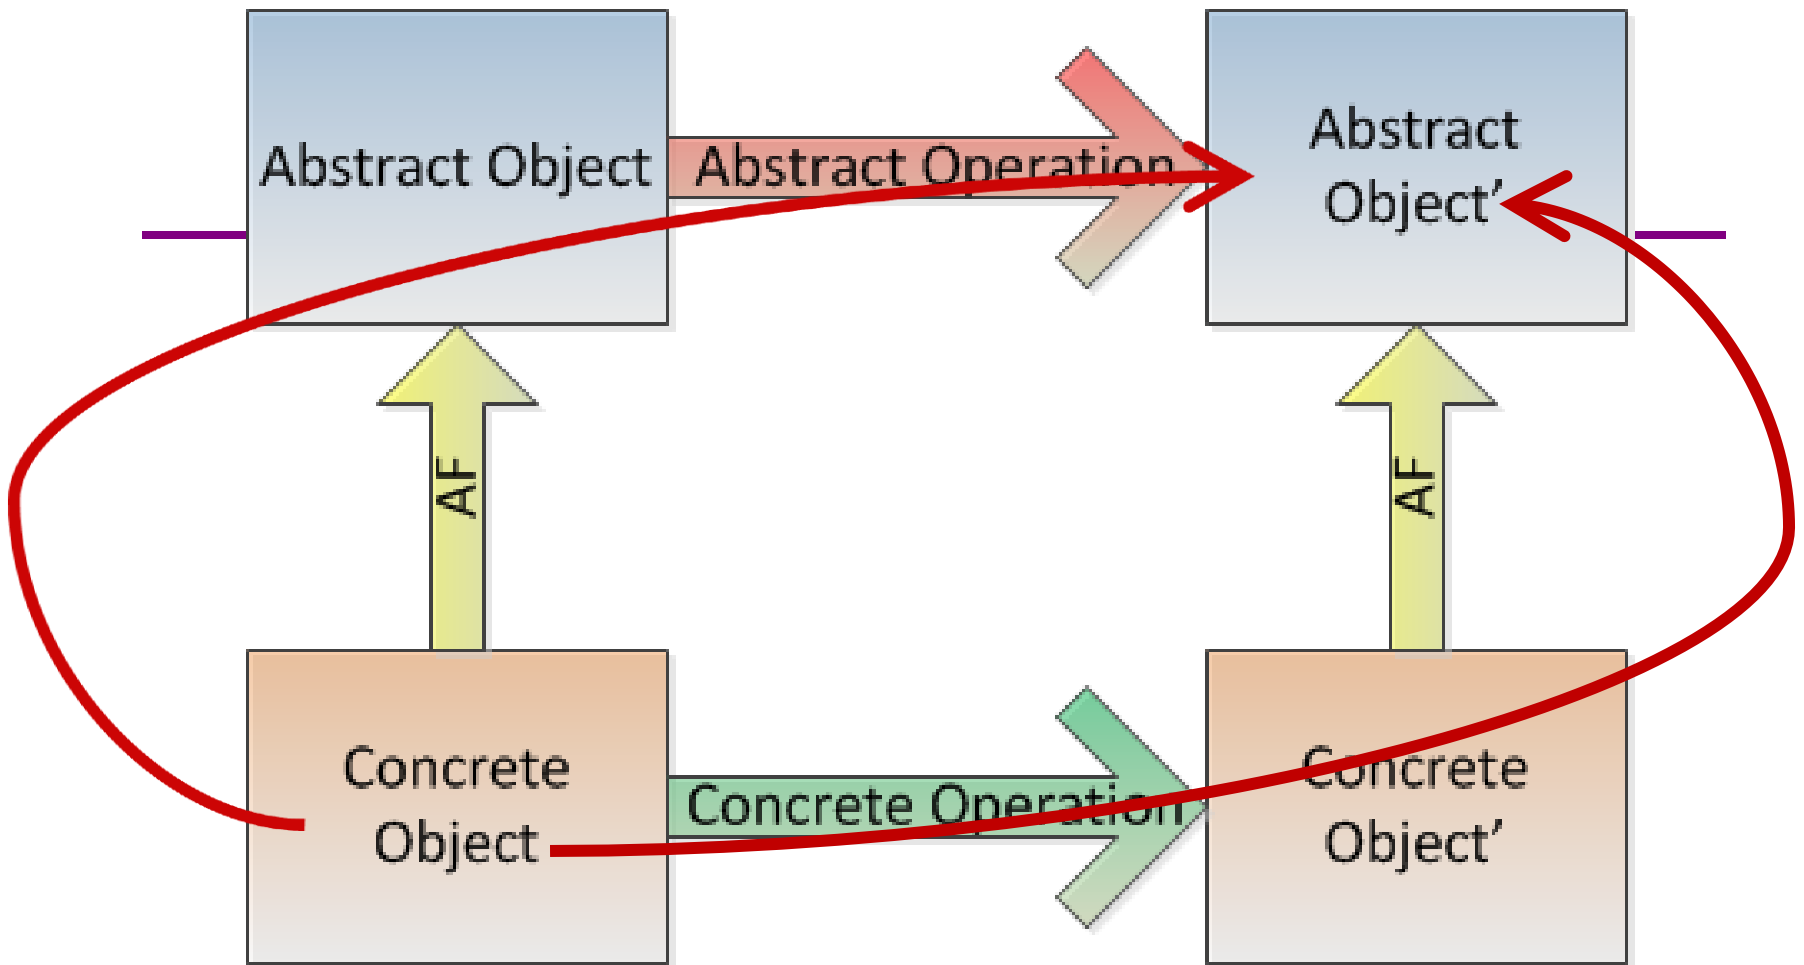 Abstract Object
Abstract Operation
Abstract
Object’
AF
AF
Concrete
Object
Concrete Operation
Concrete
Object’